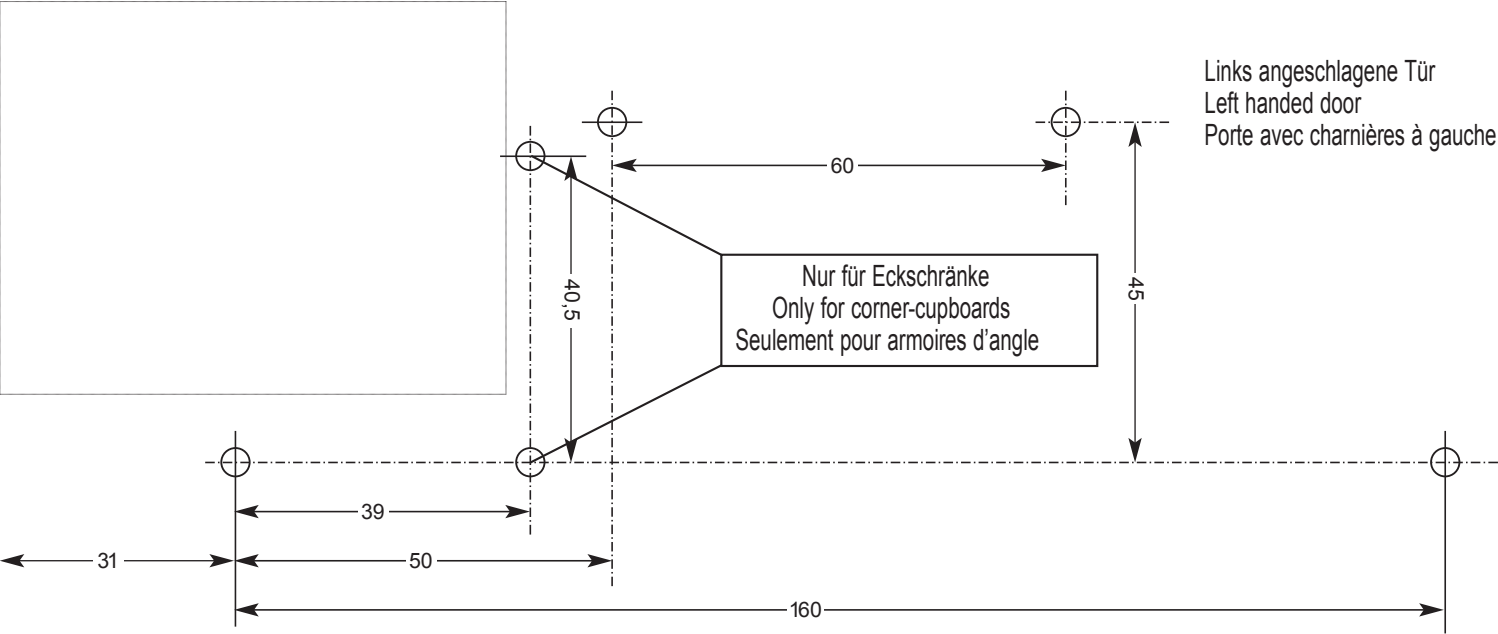 Links angeschlagene Tür
Left handed door
Porte avec charnières à gauche
60
Nur für Eckschränke
Only for corner-cupboards
Seulement pour armoires d’angle
40,5
45
39
31
50
160